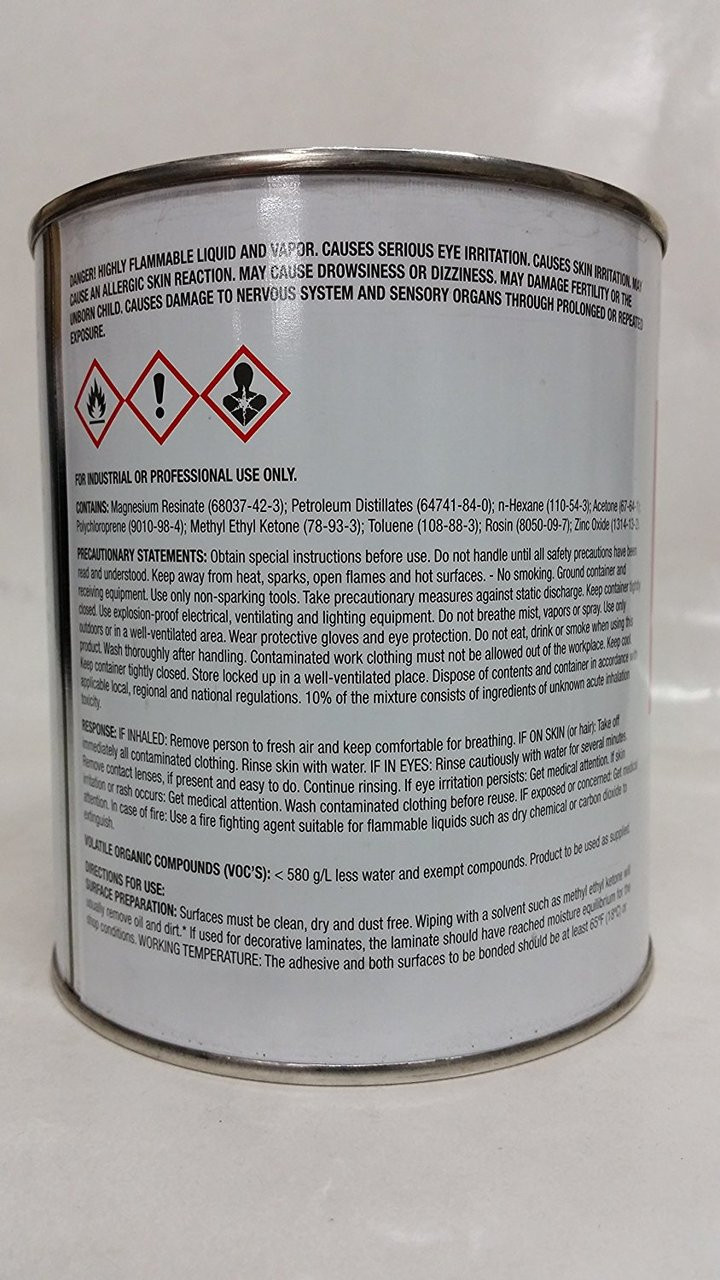 DANGER! HIGHLY FLAMMABLE LIQUID AND VAPOR. CAUSES SERIOUS EYE IRRITATION. CAUSES SKIN IRRITATION. MAY
CAUSE AN ALLERGIC SKIN REACTION. MAY CAUSE DROWSINESS OR DIZZINESS. MAY DAMAGE FERTILITY OR THE
UNBORN CHILD. CAUSES DAMAGE TO NERVOUS SYSTEM AND SENSORY ORGANS THROUGH PROLONGED OR REPEATED
EXPOSURE.
FOR INDUSTRIAL OR PROFESSIONAL USE ONLY.
CONTAINS: Magnesium Resinate (68037-42-3); Petroleum Distillates (64741-84-0); n-Hexane (110-54-3); Acetone
Polychloroprene (9010-98-4); Methyl Ethyl Ketone (78-93-3); Toluene (108-88-3); Rosin (8050-09-7); Zinc Oxide
PRECAUTIONARY STATEMENTS: Obtain special instructions before use. Do not handle until all safety precautions have been
read and understood. Keep away from heat, sparks, open flames and hot surfaces. - No smoking. Ground container and
receiving equipment. Use only non-sparking tools. Take precautionary measures against static discharge. Keep container tightly
closed. Use explosion-proof electrical, ventilating and lighting equipment. Do not breathe mist, vapors or spray. Use only
outdoors or in a well-ventilated area. Wear protective gloves and eye protection. Do not eat, drink or smoke when using this
product. Wash thoroughly after handling. Contaminated work clothing must not be allowed out of the workplace. Keep cool.
Keep container tightly closed. Store locked up in a well-ventilated place. Dispose of contents and container in accordance with
applicable local, regional and national regulations. 10% of the mixture consists of ingredients of unknown acute inhalation
toxicity.
RESPONSE: IF INHALED: Remove person to fresh air and keep comfortable for breathing. IF ON SKIN (or hair): Take off
immediately all contaminated clothing. Rinse skin with water. IF IN EYES: Rinse cautiously with water for several minutes.
Remove contact lenses, if present and easy to do. Continue rinsing. If eye irritation persists: Get medical attention. If skin
irritation or rash occurs: Get medical attention. Wash contaminated clothing before reuse. IF exposed or concerned: Get medical
attention. In case of fire: Use a fire fighting agent suitable for flammable liquids such as dry chemical or carbon dioxide to
extinguish.
VOLATILE ORGANIC COMPOUNDS (VOC'S): < 580 g/L less water and exempt compounds. Product to be used as supplied.
DIRECTIONS FOR USE:
SURFACE PREPARATION: Surfaces must be clean, dry and dust free. Wiping with a solvent such as methyl ethyl ketone will
usually remove oil and dirt.* If used for decorative laminates, the laminate should have reached moisture equilibrium for the
shop conditions. WORKING TEMPERATURE: The adhesive and both surfaces to be bonded should be at least 65°F (18°C) or